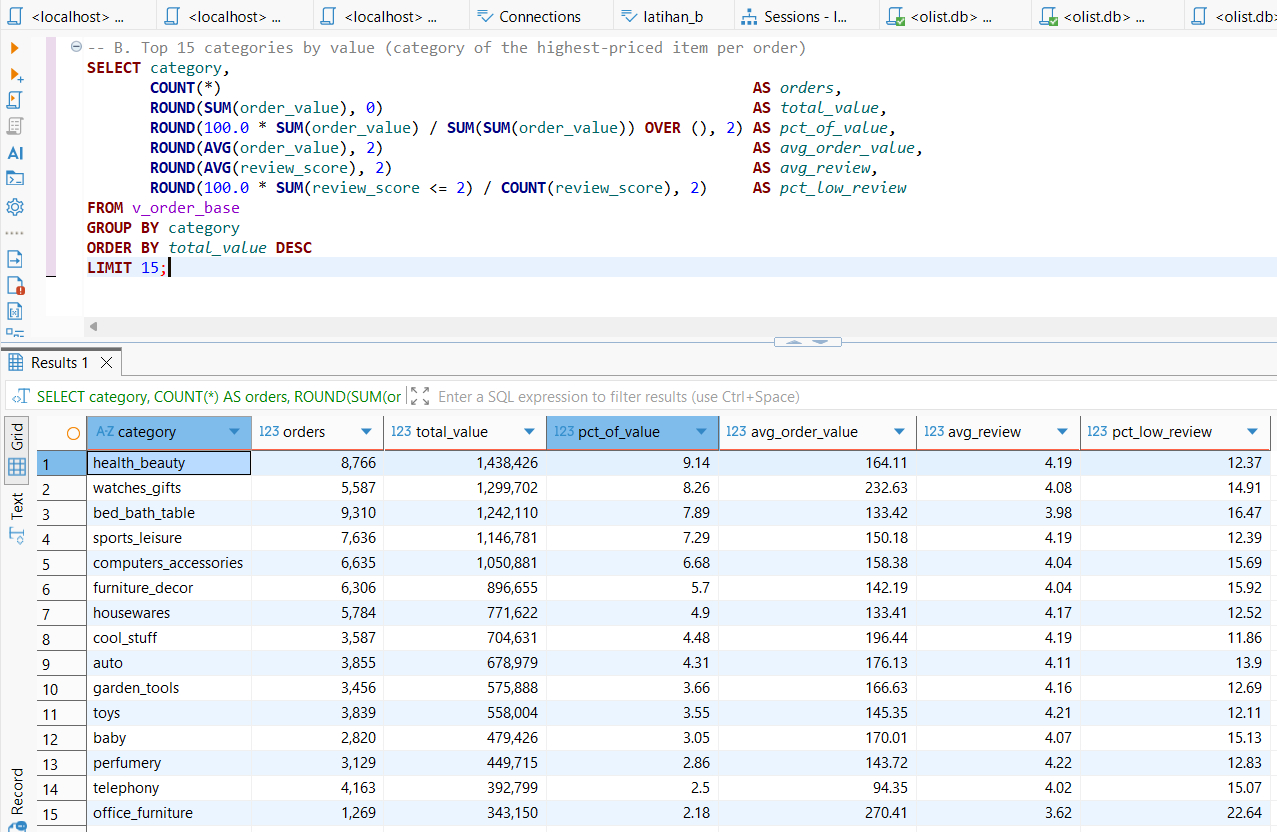 <localhost> ... <localhost> ... <localhost> ... Connections latihan_b Sessions - l... <olist.db> ... <olist.db> ... <olist.db>
-- B. Top 15 categories by value (category of the highest-priced item per order)
SELECT category,
COUNT(*) AS orders,
ROUND(SUM(order_value), 0) AS total_value,
ROUND(100.0 * SUM(order_value) / SUM(SUM(order_value)) OVER (), 2) AS pct_of_value,
ROUND(AVG(order_value), 2) AS avg_order_value,
ROUND(AVG(review_score), 2) AS avg_review,
ROUND(100.0 * SUM(review_score <= 2) / COUNT(review_score), 2) AS pct_low_review
FROM v_order_base
GROUP BY category
ORDER BY total_value DESC
LIMIT 15;
AI
Results 1
SELECT category, COUNT(*) AS orders, ROUND(SUM(or Enter a SQL expression to filter results (use Ctrl+Space)
Grid
Text
Record
A-Z category 123 orders 123 total_value 123 pct_of_value 123 avg_order_value 123 avg_review 123 pct_low_review
1 health_beauty 8,766 1,438,426 9.14 164.11 4.19 12.37
2 watches_gifts 5,587 1,299,702 8.26 232.63 4.08 14.91
3 bed_bath_table 9,310 1,242,110 7.89 133.42 3.98 16.47
4 sports_leisure 7,636 1,146,781 7.29 150.18 4.19 12.39
5 computers_accessories 6,635 1,050,881 6.68 158.38 4.04 15.69
6 furniture_decor 6,306 896,655 5.7 142.19 4.04 15.92
7 housewares 5,784 771,622 4.9 133.41 4.17 12.52
8 cool_stuff 3,587 704,631 4.48 196.44 4.19 11.86
9 auto 3,855 678,979 4.31 176.13 4.11 13.9
10 garden_tools 3,456 575,888 3.66 166.63 4.16 12.69
11 toys 3,839 558,004 3.55 145.35 4.21 12.11
12 baby 2,820 479,426 3.05 170.01 4.07 15.13
13 perfumery 3,129 449,715 2.86 143.72 4.22 12.83
14 telephony 4,163 392,799 2.5 94.35 4.02 15.07
15 office_furniture 1,269 343,150 2.18 270.41 3.62 22.64